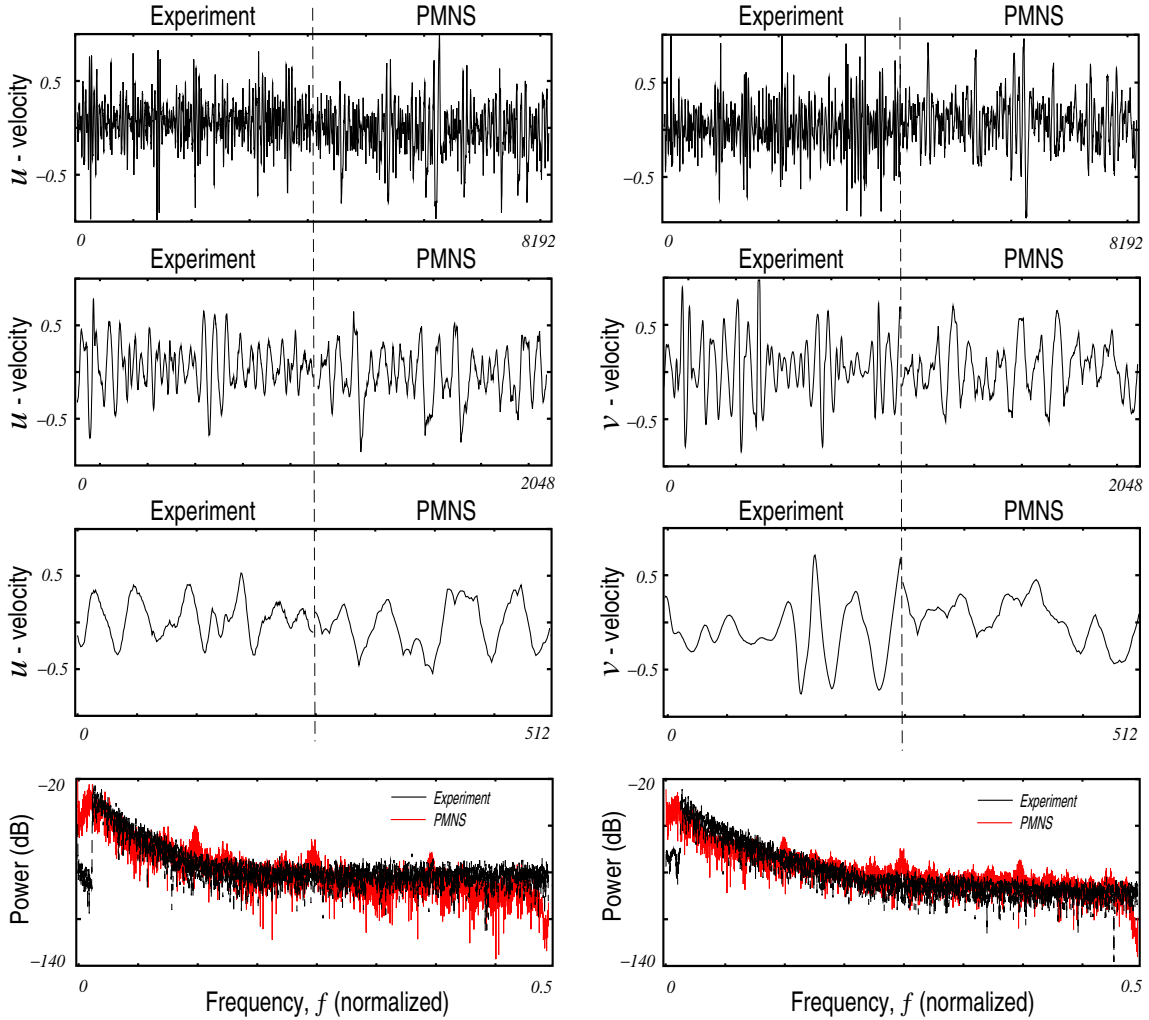 Experiment PMNS
Experiment PMNS
u - velocity
0.5
−0.5
0
8192
u - velocity
0.5
−0.5
0
8192
Experiment PMNS
Experiment PMNS
u - velocity
0.5
−0.5
0
2048
v - velocity
0.5
−0.5
0
2048
Experiment PMNS
Experiment PMNS
u - velocity
0.5
−0.5
0
512
v - velocity
0.5
−0.5
0
512
Power (dB)
−20
−140
Experiment
PMNS
0
0.5
Frequency, f (normalized)
Power (dB)
−20
−140
Experiment
PMNS
0
0.5
Frequency, f (normalized)